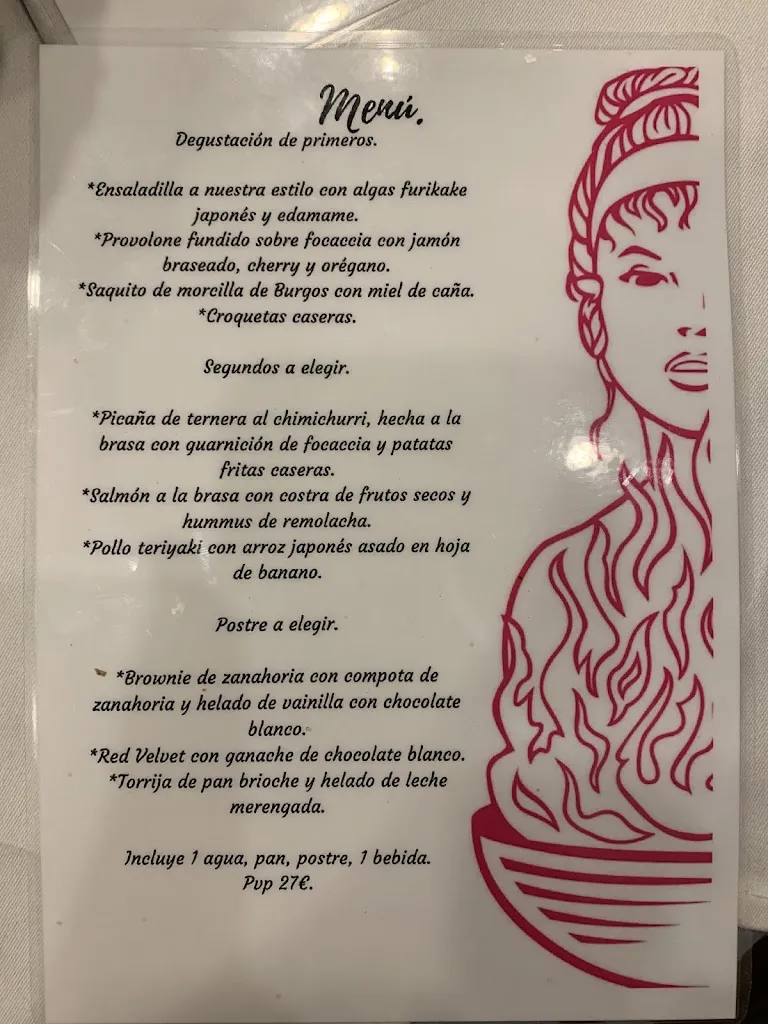 Menú.
Degustación de primeros.
*Ensaladilla a nuestra estilo con algas furikake
japonés y edamame.
*Provolone fundido sobre focaccia con jamón
braseado, cherry y orégano.
*Saquito de morcilla de Burgos con miel de caña.
*Croquetas caseras.
Segundos a elegir.
*Picaña de ternera al chimichurri, hecha a la
brasa con guarnición de focaccia y patatas
fritas caseras.
*Salmón a la brasa con costra de frutos secos y
hummus de remolacha.
*Pollo teriyaki con arroz japonés asado en hoja
de banano.
Postre a elegir.
*Brownie de zanahoria con compota de
zanahoria y helado de vainilla con chocolate
blanco.
*Red Velvet con ganache de chocolate blanco.
*Torrija de pan brioche y helado de leche
merengada.
Incluye 1 agua, pan, postre, 1 bebida.
Pvp 27€.